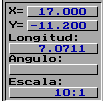 X= 17.000
Y= -11.200
Longitud:
7.0711
Angulo:
Escala:
10:1